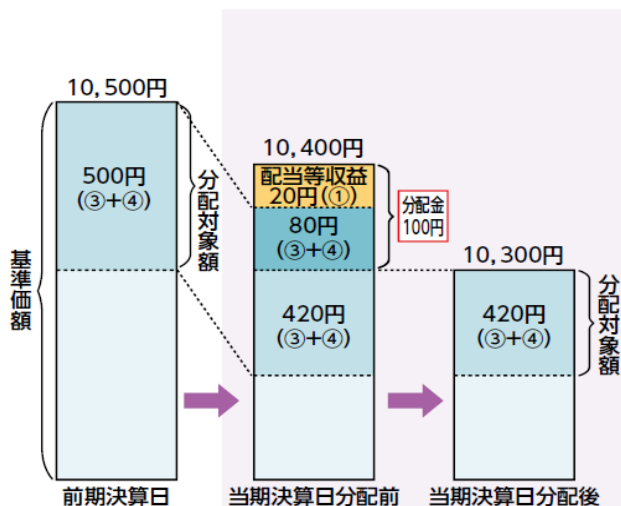 10,500円
500円
(③+④)
分配対象額
基準価額
前期決算日
10,400円
配当等収益
20円(①)
80円
(③+④)
分配金
100円
420円
(③+④)
当期決算日分配前
10,300円
420円
(③+④)
分配対象額
当期決算日分配後